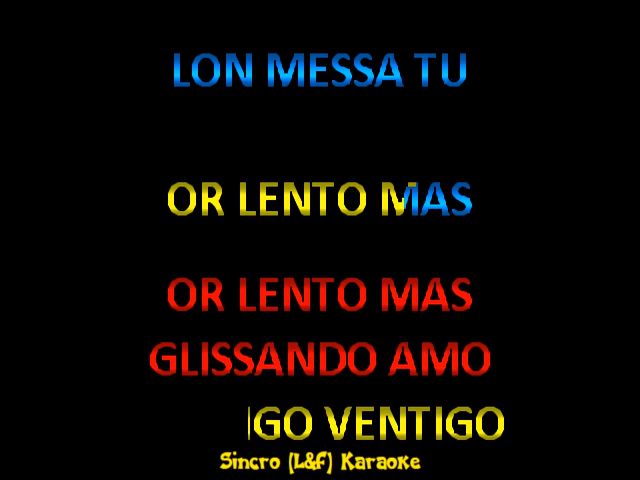 LON MESSA TU
OR LENTO MAS
OR LENTO MAS
GLISSANDO AMO
IGO VENTIGO
Sincro (L&f) Karaoke